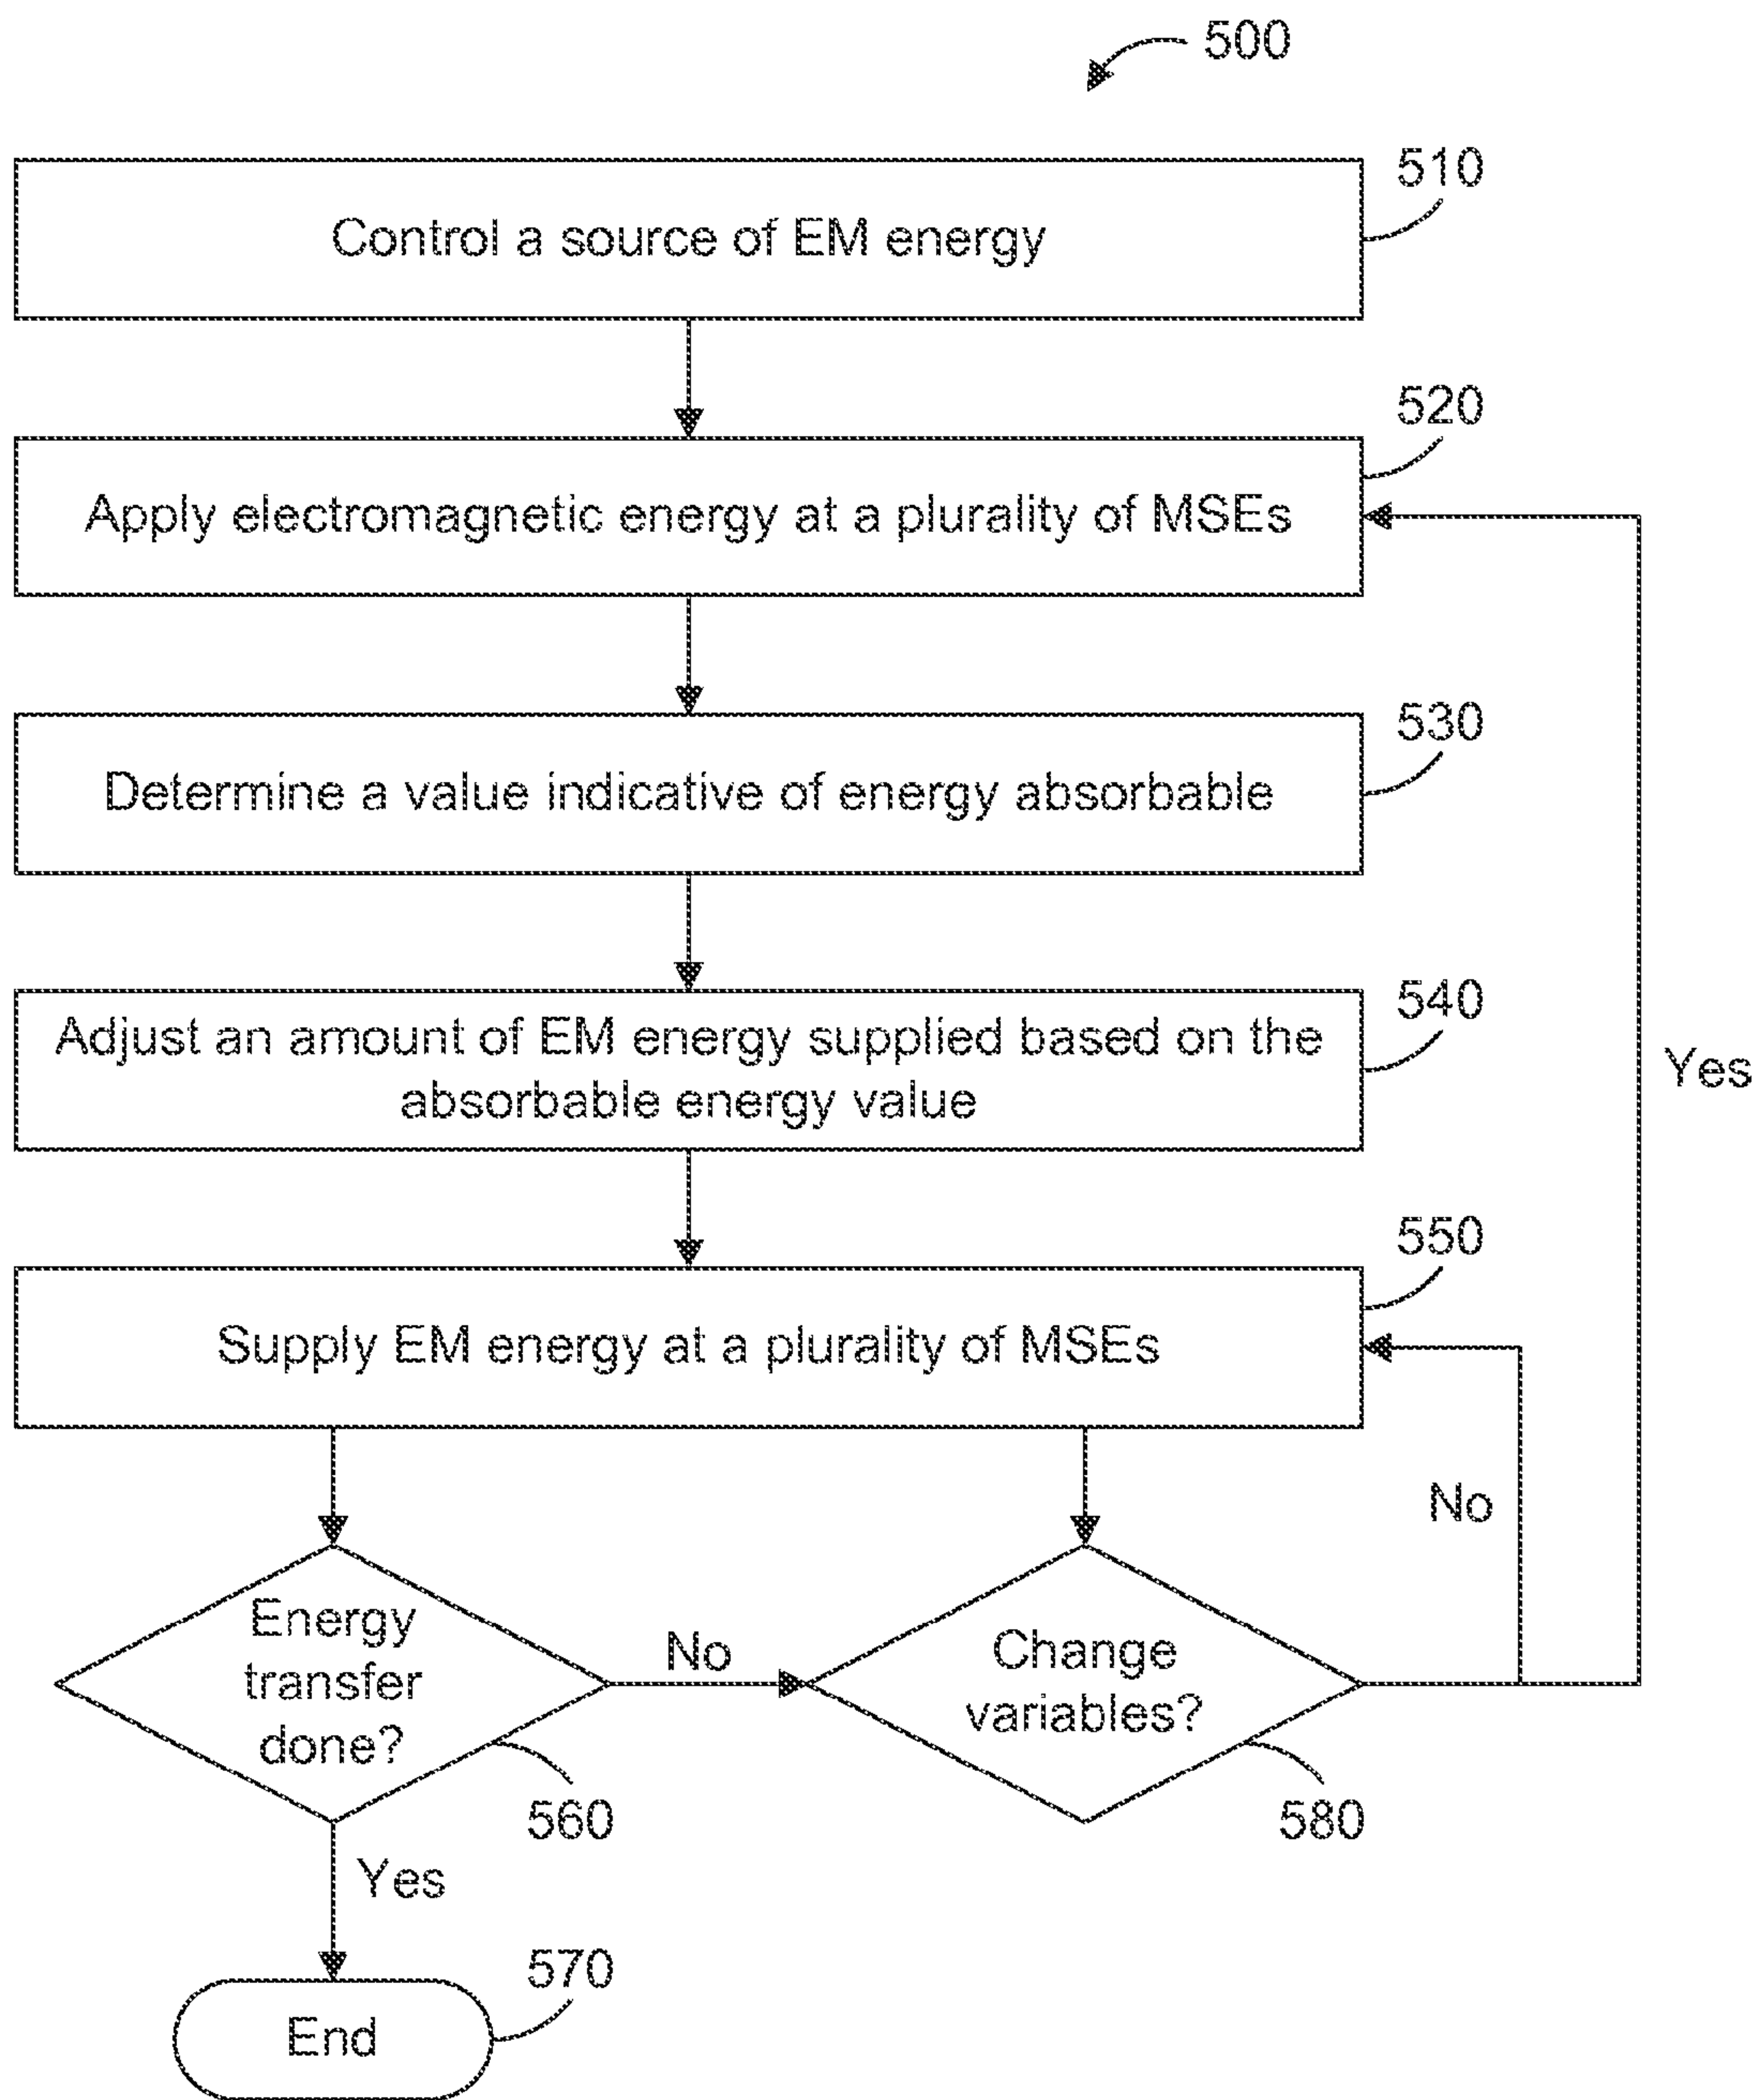 500
510
Control a source of EM energy
520
Apply electromagnetic energy at a plurality of MSEs
530
Determine a value indicative of energy absorbable
540
Adjust an amount of EM energy supplied based on the
absorbable energy value
Yes
550
Supply EM energy at a plurality of MSEs
No
Energy
transfer
done?
No
Change
variables?
560
580
Yes
570
End